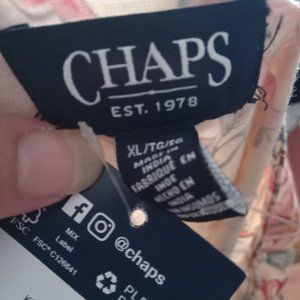 CHAPS
EST. 1978
XL/TG/EG
MADE IN
INDIA
FABRIQUÉ EN
INDE
HECHO EN
INDIA
FSC
FSC® C126641
MIX
Label
@chaps